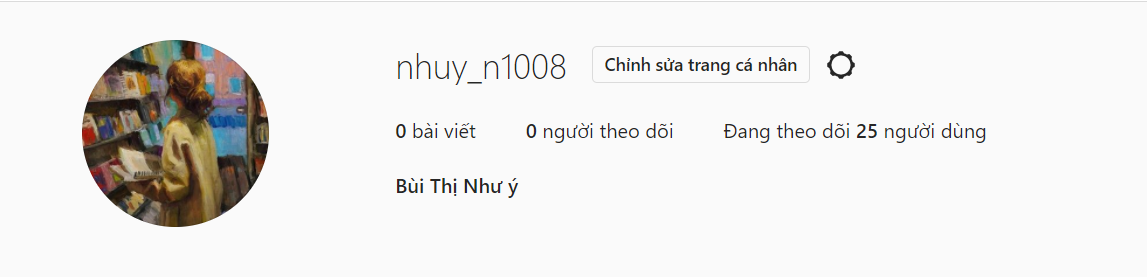 nhuy_n1008 Chỉnh sửa trang cá nhân
0 bài viết 0 người theo dõi Đang theo dõi 25 người dùng
Bùi Thị Như ý